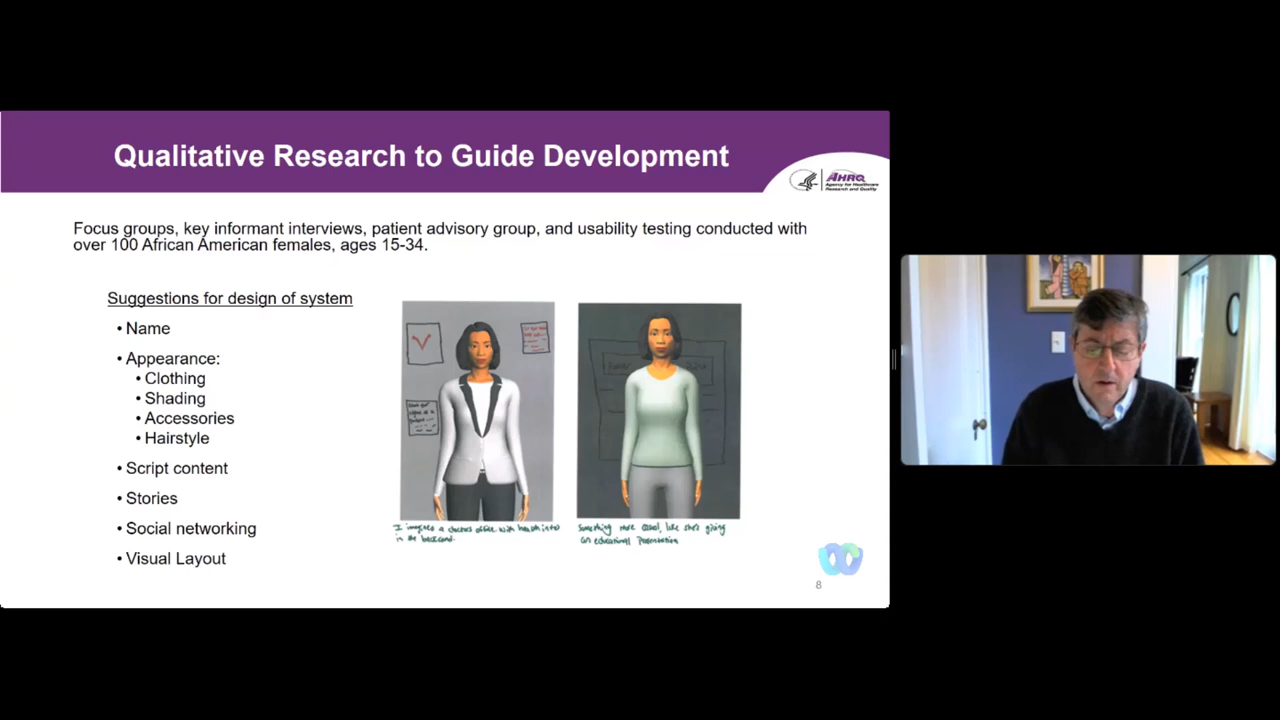 Qualitative Research to Guide Development
AHRQ
Agency for Healthcare
Research and Quality
Focus groups, key informant interviews, patient advisory group, and usability testing conducted with
over 100 African American females, ages 15-34.
Suggestions for design of system
• Name
• Appearance:
• Clothing
• Shading
• Accessories
• Hairstyle
• Script content
• Stories
• Social networking
• Visual Layout
I imagined a doctors office with health info
in the background
Something more casual, like she's giving
an educational presentation
8